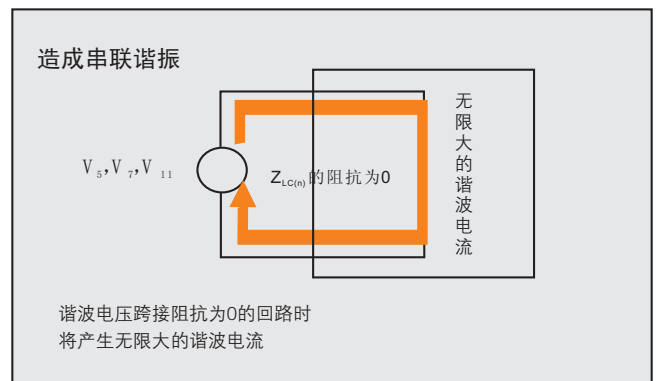 造成串联谐振
V₅,V₇,V₁₁
Z_LC(n)的阻抗为0
无限大的谐波电流
谐波电压跨接阻抗为0的回路时
将产生无限大的谐波电流